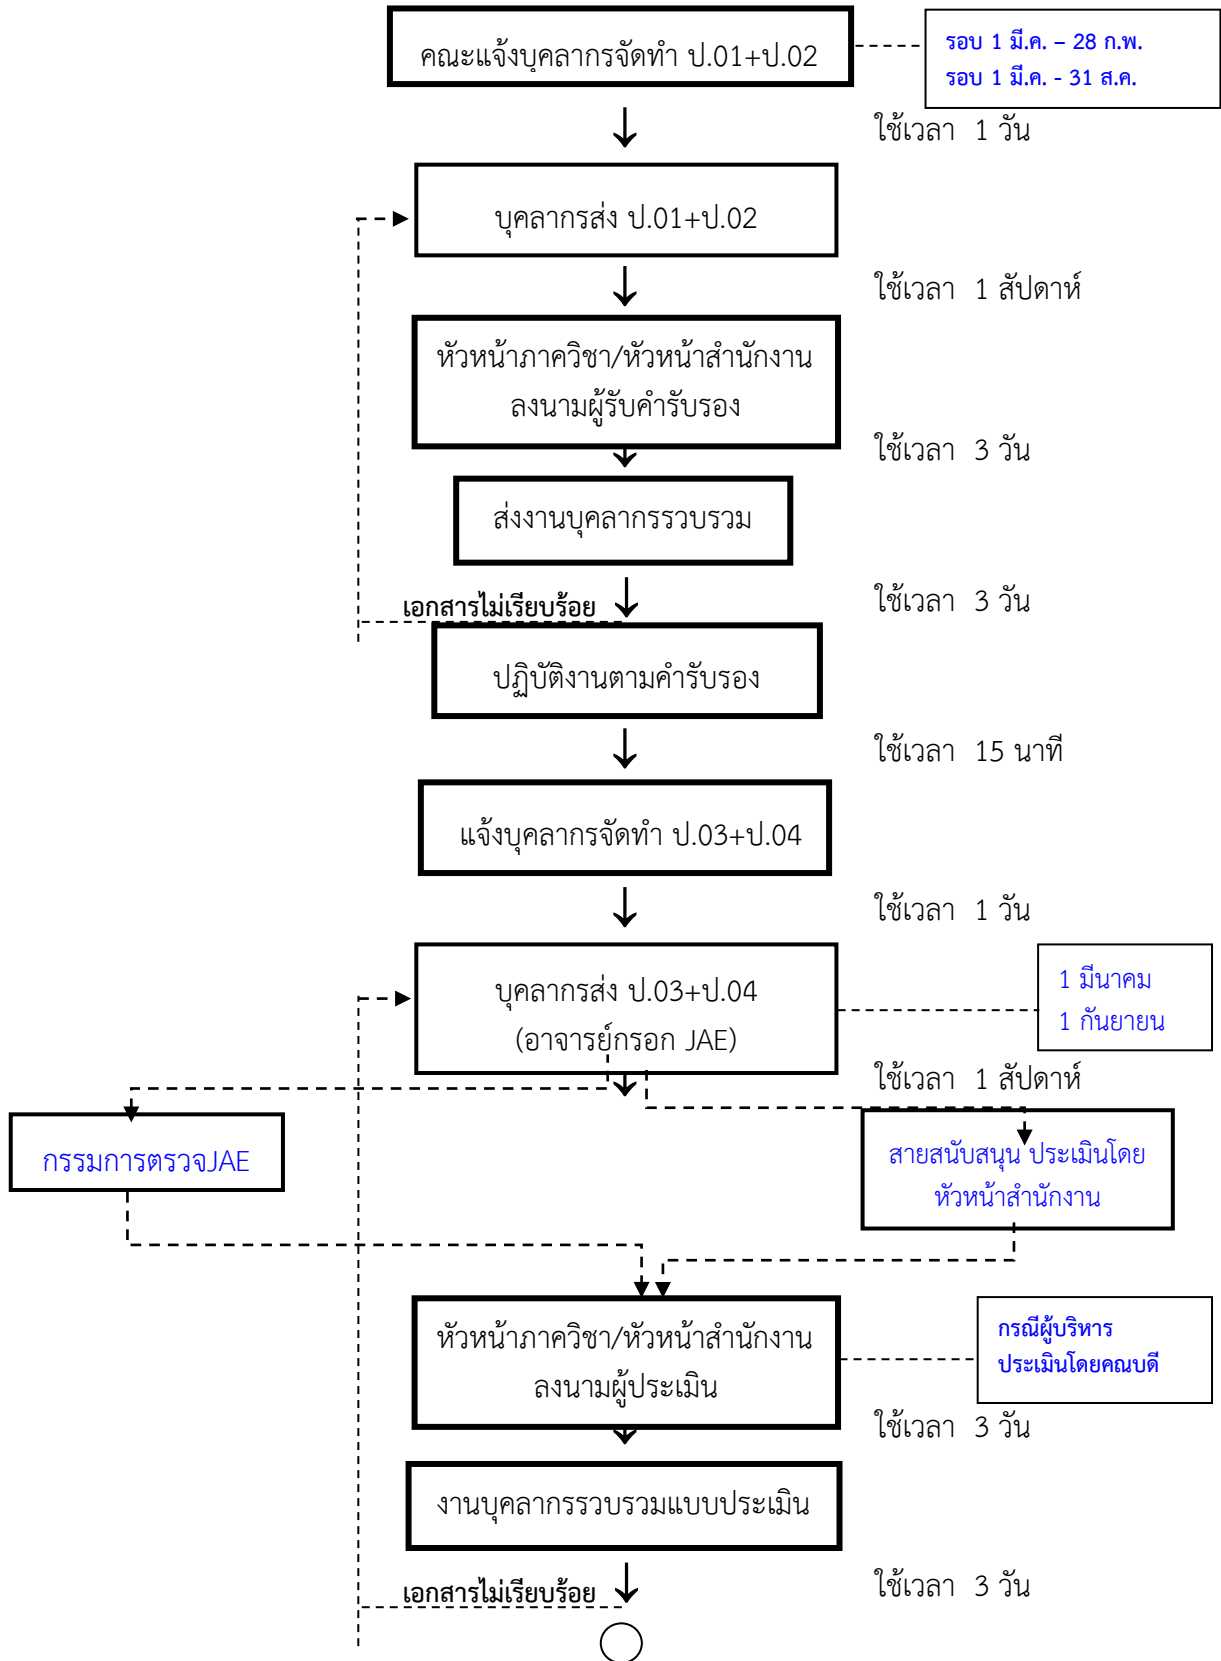 คณะแจ้งบุคลากรจัดทำ ป.01+ป.02
รอบ 1 มี.ค. – 28 ก.พ.
รอบ 1 มี.ค. - 31 ส.ค.
ใช้เวลา 1 วัน
บุคลากรส่ง ป.01+ป.02
ใช้เวลา 1 สัปดาห์
หัวหน้าภาควิชา/หัวหน้าสำนักงาน
ลงนามผู้รับคำรับรอง
ใช้เวลา 3 วัน
ส่งงานบุคลากรรวบรวม
ใช้เวลา 3 วัน
เอกสารไม่เรียบร้อย
ปฏิบัติงานตามคำรับรอง
ใช้เวลา 15 นาที
แจ้งบุคลากรจัดทำ ป.03+ป.04
ใช้เวลา 1 วัน
บุคลากรส่ง ป.03+ป.04
(อาจารย์กรอก JAE)
1 มีนาคม
1 กันยายน
ใช้เวลา 1 สัปดาห์
กรรมการตรวจJAE
สายสนับสนุน ประเมินโดย
หัวหน้าสำนักงาน
หัวหน้าภาควิชา/หัวหน้าสำนักงาน
ลงนามผู้ประเมิน
กรณีผู้บริหาร
ประเมินโดยคณบดี
ใช้เวลา 3 วัน
งานบุคลากรรวบรวมแบบประเมิน
ใช้เวลา 3 วัน
เอกสารไม่เรียบร้อย